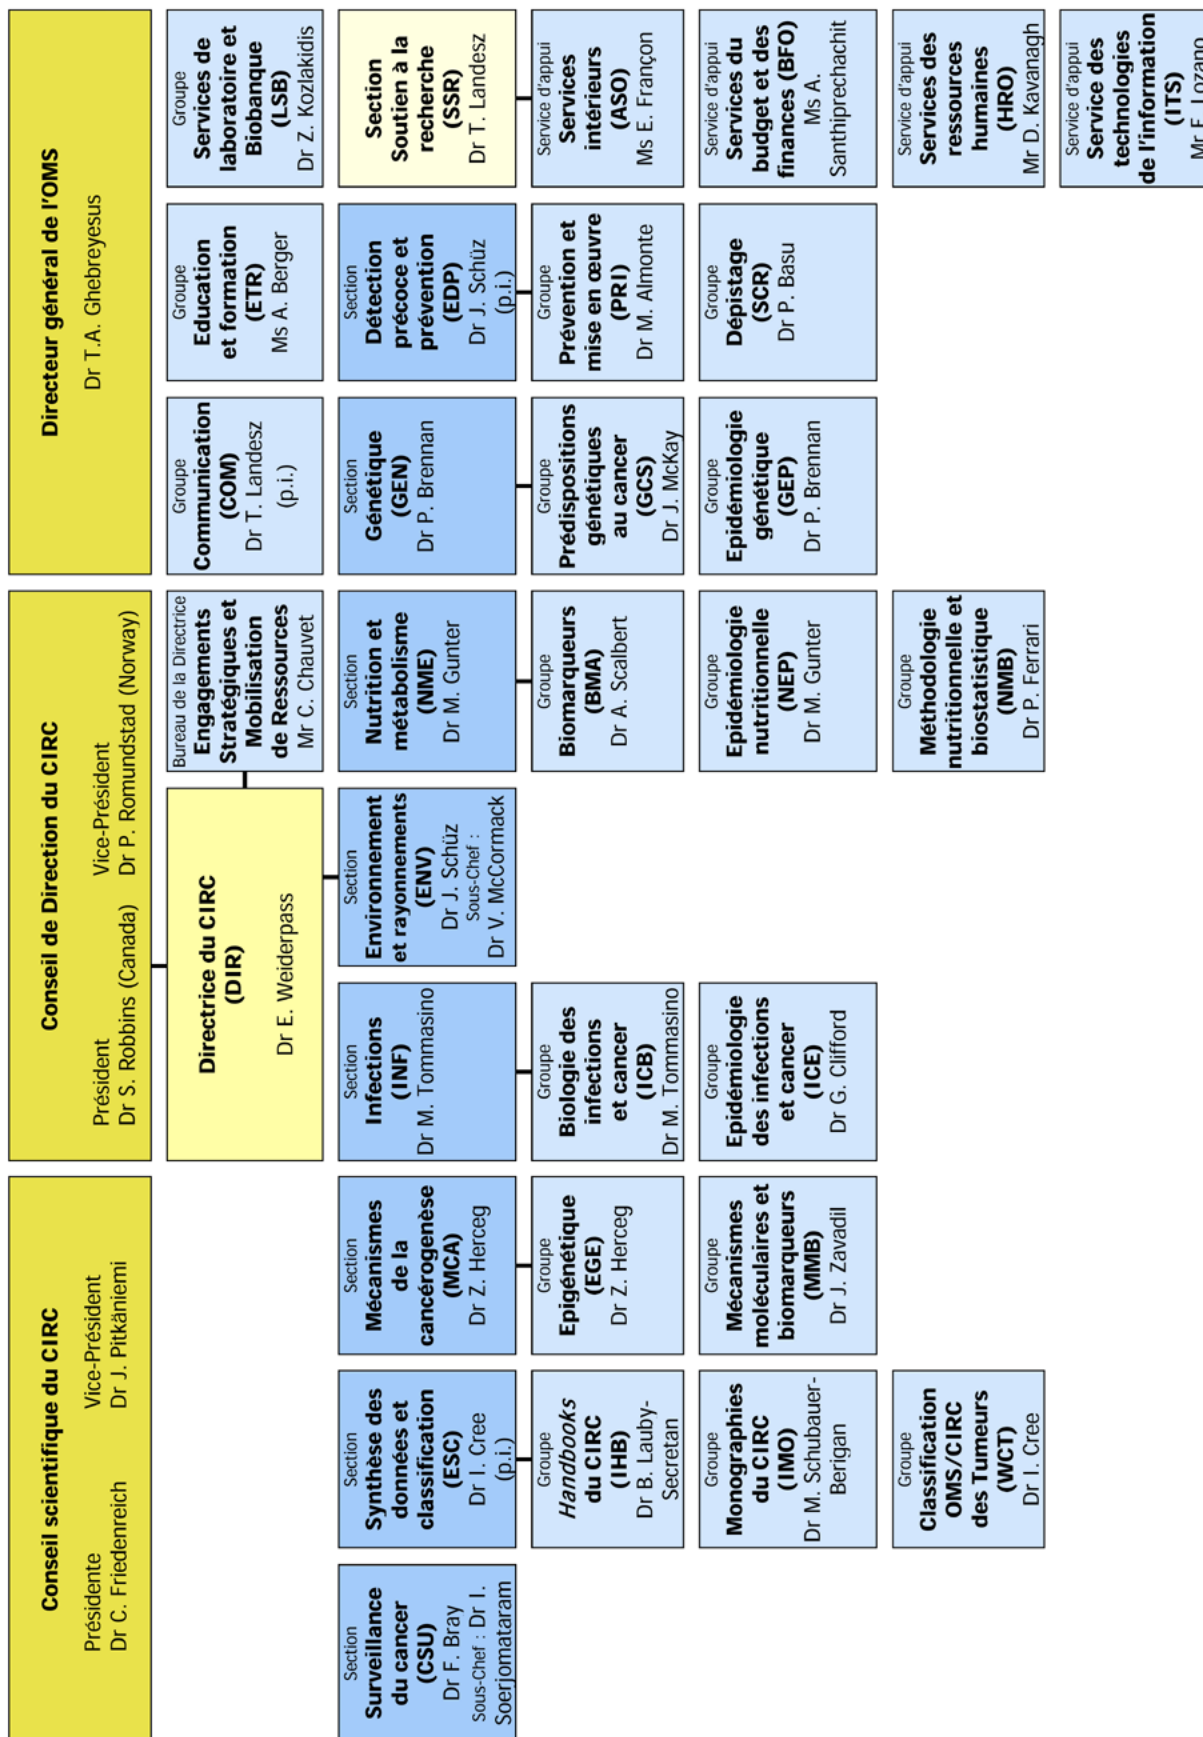 Conseil scientifique du CIRC
Présidente
Vice-Président
Dr C. Friedenreich
Dr J. Pitkäniemi
Conseil de Direction du CIRC
Président
Vice-Président
Dr S. Robbins (Canada)
Dr P. Romundstad (Norway)
Directeur général de l'OMS
Dr T.A. Ghebreyesus
Directrice du CIRC
(DIR)
Dr E. Weiderpass
Bureau de la Directrice
Engagements
Stratégiques et
Mobilisation
de Ressources
Mr C. Chauvet
Groupe
Communication
(COM)
Dr T. Landesz
(p.i.)
Groupe
Education
et formation
(ETR)
Ms A. Berger
Groupe
Services de
laboratoire et
Biobanque
(LSB)
Dr Z. Kozlakidis
Section
Surveillance
du cancer
(CSU)
Dr F. Bray
Sous-Chef : Dr I.
Soerjomataram
Section
Synthèse des
données et
classification
(ESC)
Dr I. Cree
(p.i.)
Section
Mécanismes
de la
cancérogenèse
(MCA)
Dr Z. Herceg
Section
Infections
(INF)
Dr M. Tommasino
Section
Environnement
et rayonnements
(ENV)
Dr J. Schüz
Sous-Chef :
Dr V. McCormack
Section
Nutrition et
métabolisme
(NME)
Dr M. Gunter
Section
Génétique
(GEN)
Dr P. Brennan
Section
Détection
précoce et
prévention
(EDP)
Dr J. Schüz
(p.i.)
Section
Soutien à la
recherche
(SSR)
Dr T. Landesz
Groupe
Handbooks
du CIRC
(IHB)
Dr B. Lauby-
Secretan
Groupe
Epigénétique
(EGE)
Dr Z. Herceg
Groupe
Biologie des
infections
et cancer
(ICB)
Dr M. Tommasino
Groupe
Biomarqueurs
(BMA)
Dr A. Scalbert
Groupe
Prédispositions
génétiques
au cancer
(GCS)
Dr J. McKay
Groupe
Prévention et
mise en œuvre
(PRI)
Dr M. Almonte
Service d'appui
Services
intérieurs
(ASO)
Ms E. Françon
Groupe
Monographies
du CIRC
(IMO)
Dr M. Schubauer-
Berigan
Groupe
Mécanismes
moléculaires et
biomarqueurs
(MMB)
Dr J. Zavadil
Groupe
Epidémiologie
des infections
et cancer
(ICE)
Dr G. Clifford
Groupe
Epidémiologie
nutritionnelle
(NEP)
Dr M. Gunter
Groupe
Epidémiologie
génétique
(GEP)
Dr P. Brennan
Groupe
Dépistage
(SCR)
Dr P. Basu
Service d'appui
Services du
budget et des
finances (BFO)
Ms A.
Santhiprechachit
Groupe
Classification
OMS/CIRC
des Tumeurs
(WCT)
Dr I. Cree
Groupe
Méthodologie
nutritionnelle et
biostatistique
(NMB)
Dr P. Ferrari
Service d'appui
Services des
ressources
humaines
(HRO)
Mr D. Kavanagh
Service d'appui
Service des
technologies
de l'information
(ITS)
Mr F. Lozano